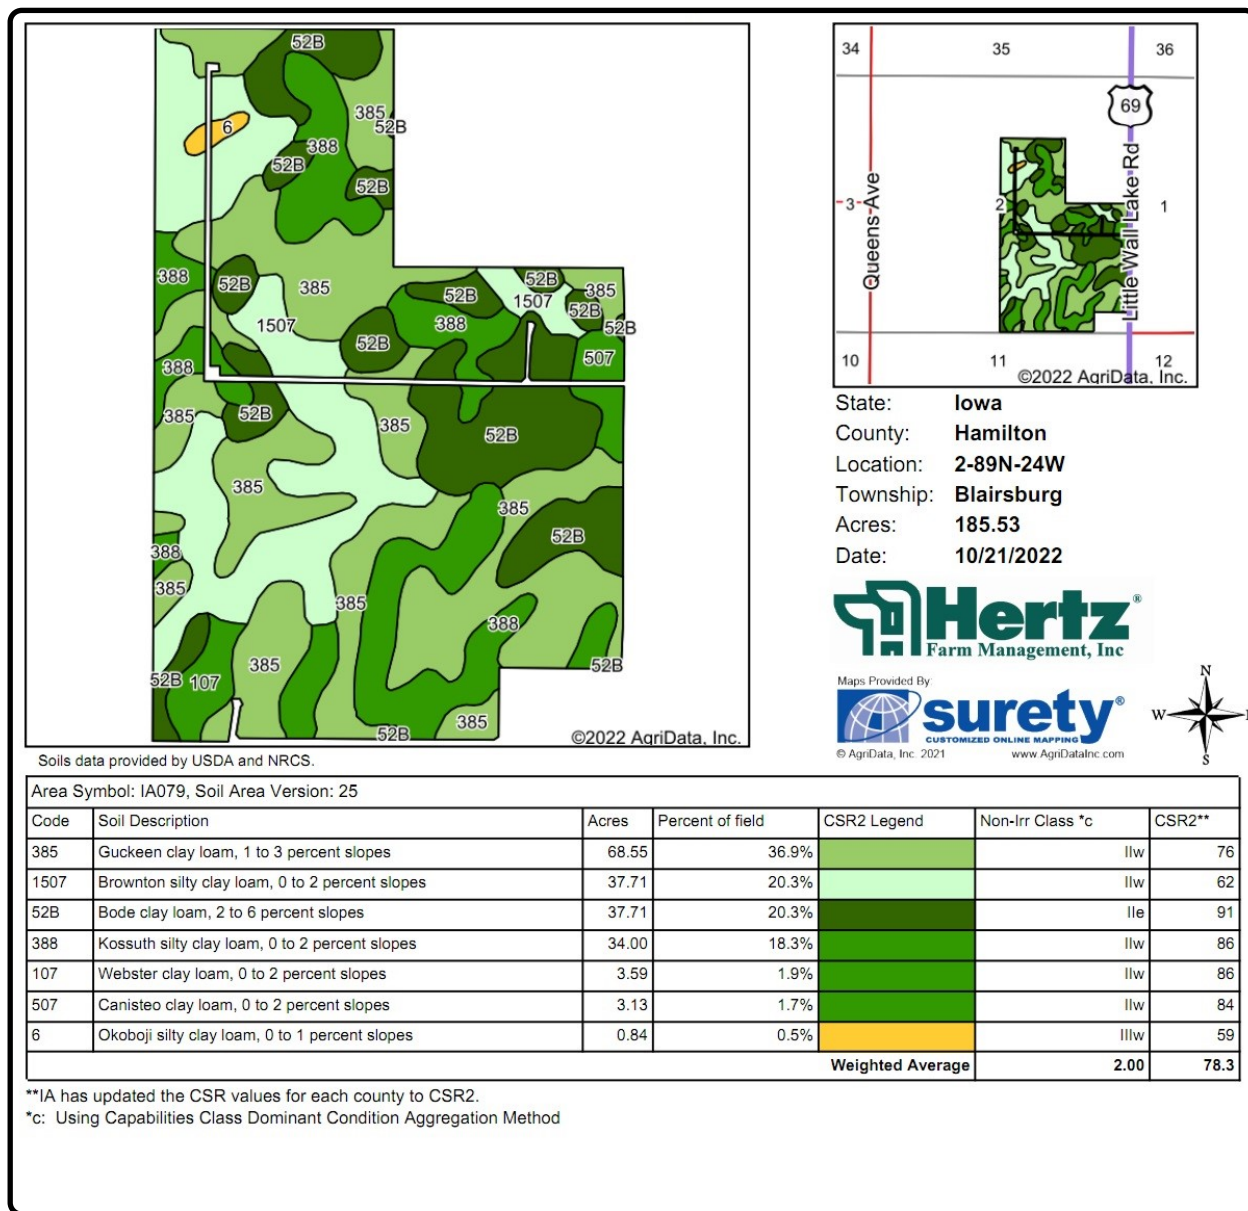 52B
385
52B
6
388
52B
52B
388
52B
385
52B
52B
385
1507
52B
1507
388
52B
52B
52B
507
388
385
52B
385
52B
385
385
52B
388
385
385
388
385
52B
52B
107
385
52B
©2022 AgriData, Inc.
34 35 36
69
3
2
1
Queens Ave
Little Wall Lake Rd
10 11 12
©2022 AgriData, Inc.
State: Iowa
County: Hamilton
Location: 2-89N-24W
Township: Blairsburg
Acres: 185.53
Date: 10/21/2022
Hertz®
Farm Management, Inc
Maps Provided By:
surety®
CUSTOMIZED ONLINE MAPPING
© AgriData, Inc. 2021 www.AgriDataInc.com
N
W
S
Soils data provided by USDA and NRCS.
Area Symbol: IA079, Soil Area Version: 25
Code Soil Description Acres Percent of field CSR2 Legend Non-Irr Class *c CSR2**
385 Guckeen clay loam, 1 to 3 percent slopes 68.55 36.9% IIw 76
1507 Brownton silty clay loam, 0 to 2 percent slopes 37.71 20.3% IIw 62
52B Bode clay loam, 2 to 6 percent slopes 37.71 20.3% IIe 91
388 Kossuth silty clay loam, 0 to 2 percent slopes 34.00 18.3% IIw 86
107 Webster clay loam, 0 to 2 percent slopes 3.59 1.9% IIw 86
507 Canisteo clay loam, 0 to 2 percent slopes 3.13 1.7% IIw 84
6 Okoboji silty clay loam, 0 to 1 percent slopes 0.84 0.5% IIIw 59
Weighted Average 2.00 78.3
**IA has updated the CSR values for each county to CSR2.
*c: Using Capabilities Class Dominant Condition Aggregation Method